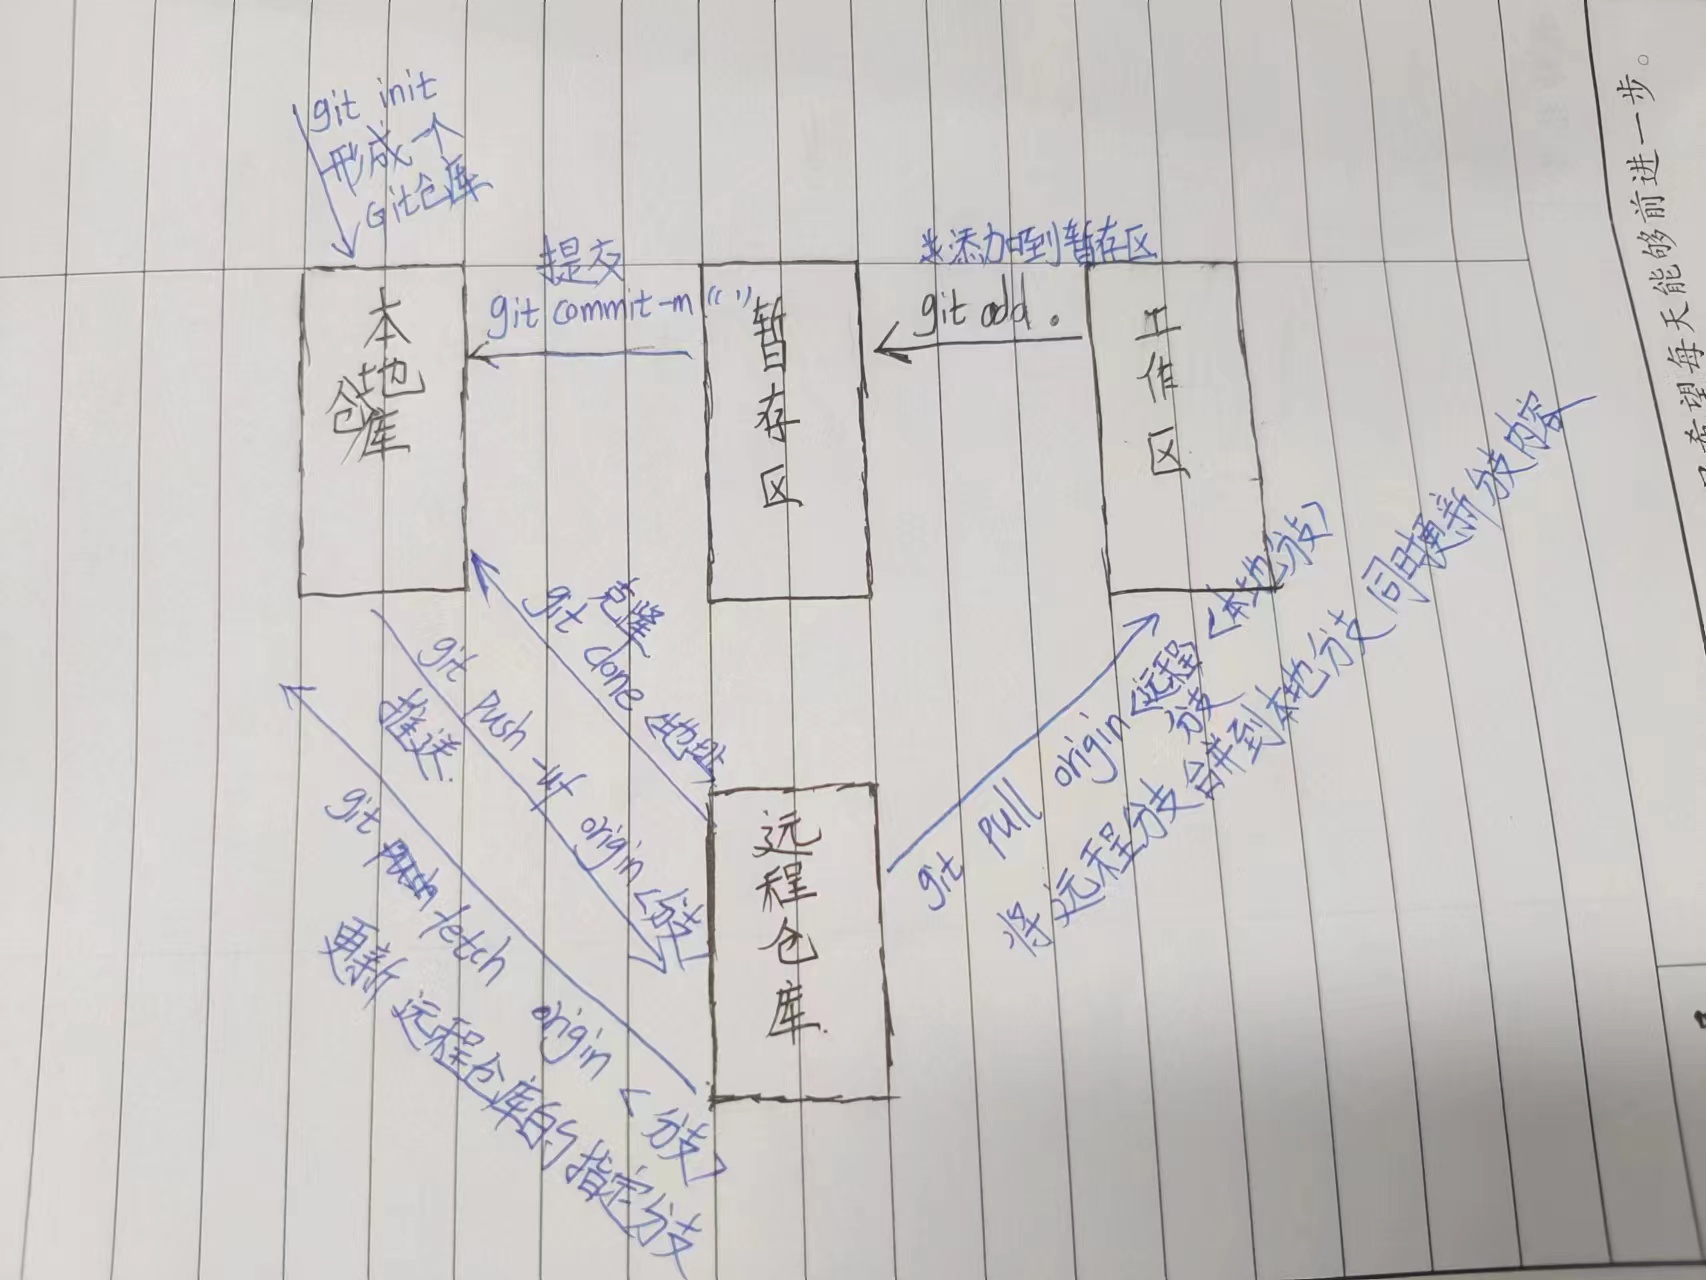 git init
形成一个
Git仓库
提交
git commit -m “ ”
添加到暂存区
git add .
本地
仓库
暂存区
工作区
克隆
git clone <地址
git push -uf origin <分支
推送
git fetch origin <分支>
更新远程仓库的指定分支
远程仓库
git pull origin <远程
分支 <本地分支>
将远程分支合并到本地分支同时更新分支内容
希望每天能够前进一步。